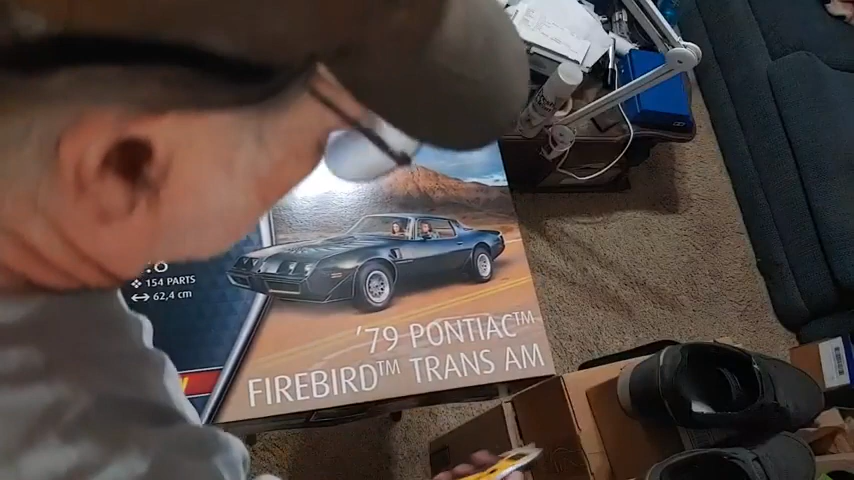 154 PARTS
62,4 cm
'79 PONTIAC™
FIREBIRD™ TRANS AM